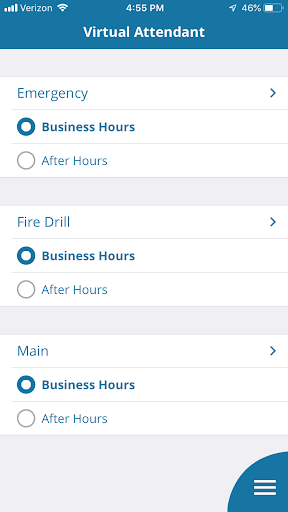 Verizon 4:55 PM 46%
Virtual Attendant
Emergency
Business Hours
After Hours
Fire Drill
Business Hours
After Hours
Main
Business Hours
After Hours